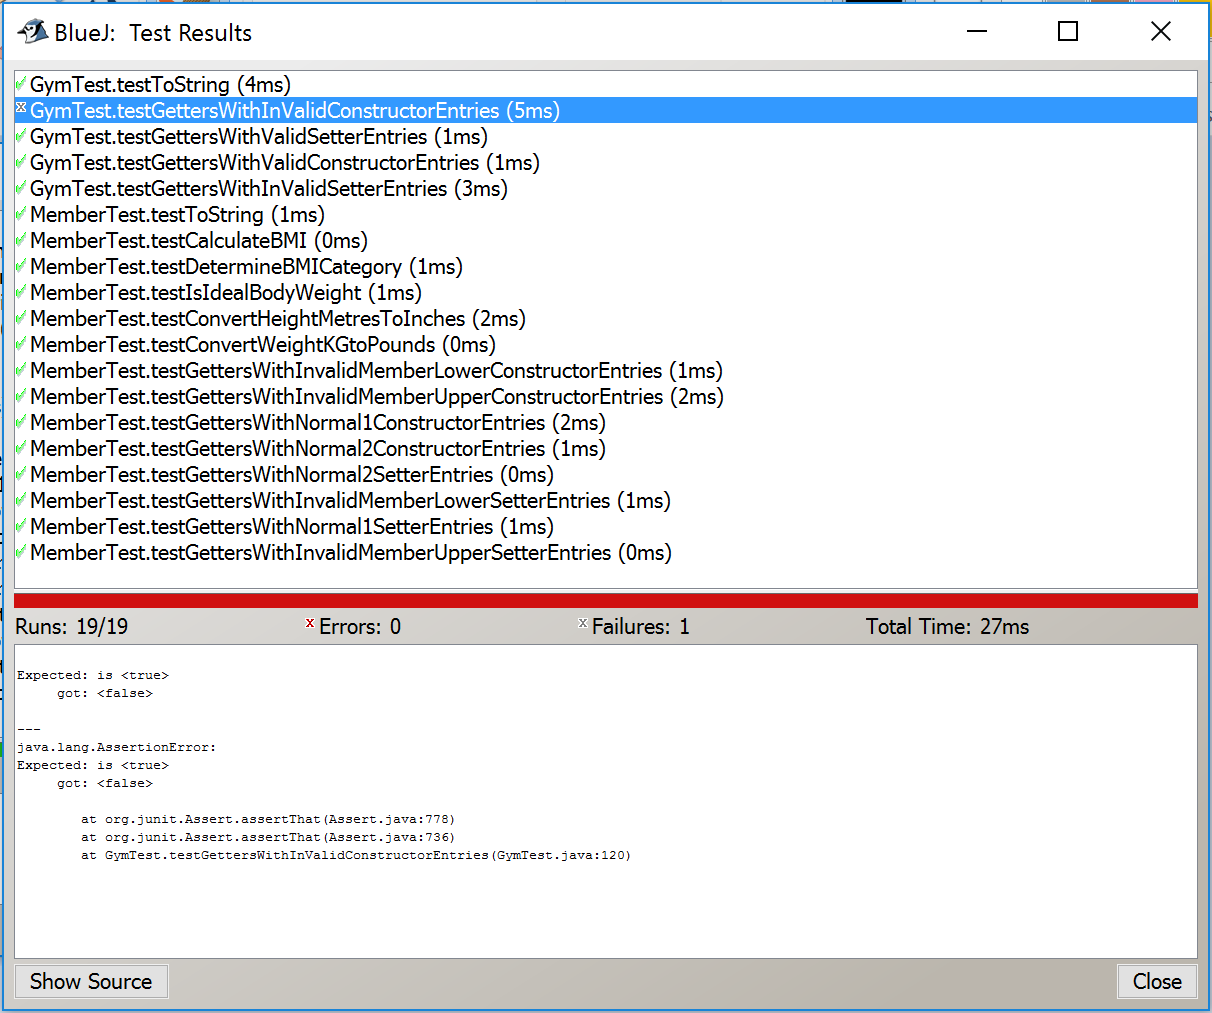 BlueJ: Test Results
GymTest.testToString (4ms)
x GymTest.testGettersWithInValidConstructorEntries (5ms)
GymTest.testGettersWithValidSetterEntries (1ms)
GymTest.testGettersWithValidConstructorEntries (1ms)
GymTest.testGettersWithInValidSetterEntries (3ms)
MemberTest.testToString (1ms)
MemberTest.testCalculateBMI (0ms)
MemberTest.testDetermineBMICategory (1ms)
MemberTest.testIsIdealBodyWeight (1ms)
MemberTest.testConvertHeightMetresToInches (2ms)
MemberTest.testConvertWeightKGtoPounds (0ms)
MemberTest.testGettersWithInvalidMemberLowerConstructorEntries (1ms)
MemberTest.testGettersWithInvalidMemberUpperConstructorEntries (2ms)
MemberTest.testGettersWithNormal1ConstructorEntries (2ms)
MemberTest.testGettersWithNormal2ConstructorEntries (1ms)
MemberTest.testGettersWithNormal2SetterEntries (0ms)
MemberTest.testGettersWithInvalidMemberLowerSetterEntries (1ms)
MemberTest.testGettersWithNormal1SetterEntries (1ms)
MemberTest.testGettersWithInvalidMemberUpperSetterEntries (0ms)
Runs: 19/19 x Errors: 0 x Failures: 1 Total Time: 27ms
Expected: is <true>
got: <false>
---
java.lang.AssertionError:
Expected: is <true>
got: <false>
at org.junit.Assert.assertThat(Assert.java:778)
at org.junit.Assert.assertThat(Assert.java:736)
at GymTest.testGettersWithInValidConstructorEntries(GymTest.java:120)
Show Source Close